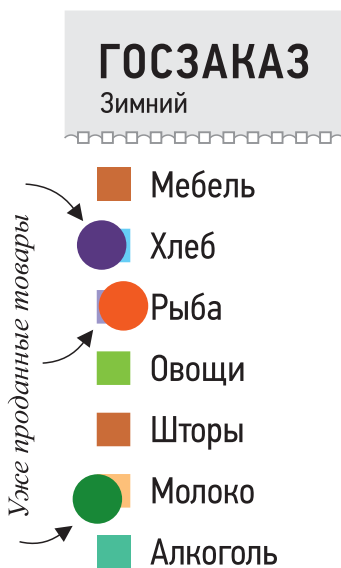 ГОСЗАКАЗ
Зимний
Мебель
Хлеб
Рыба
Овощи
Шторы
Молоко
Алкоголь
Уже проданные товары